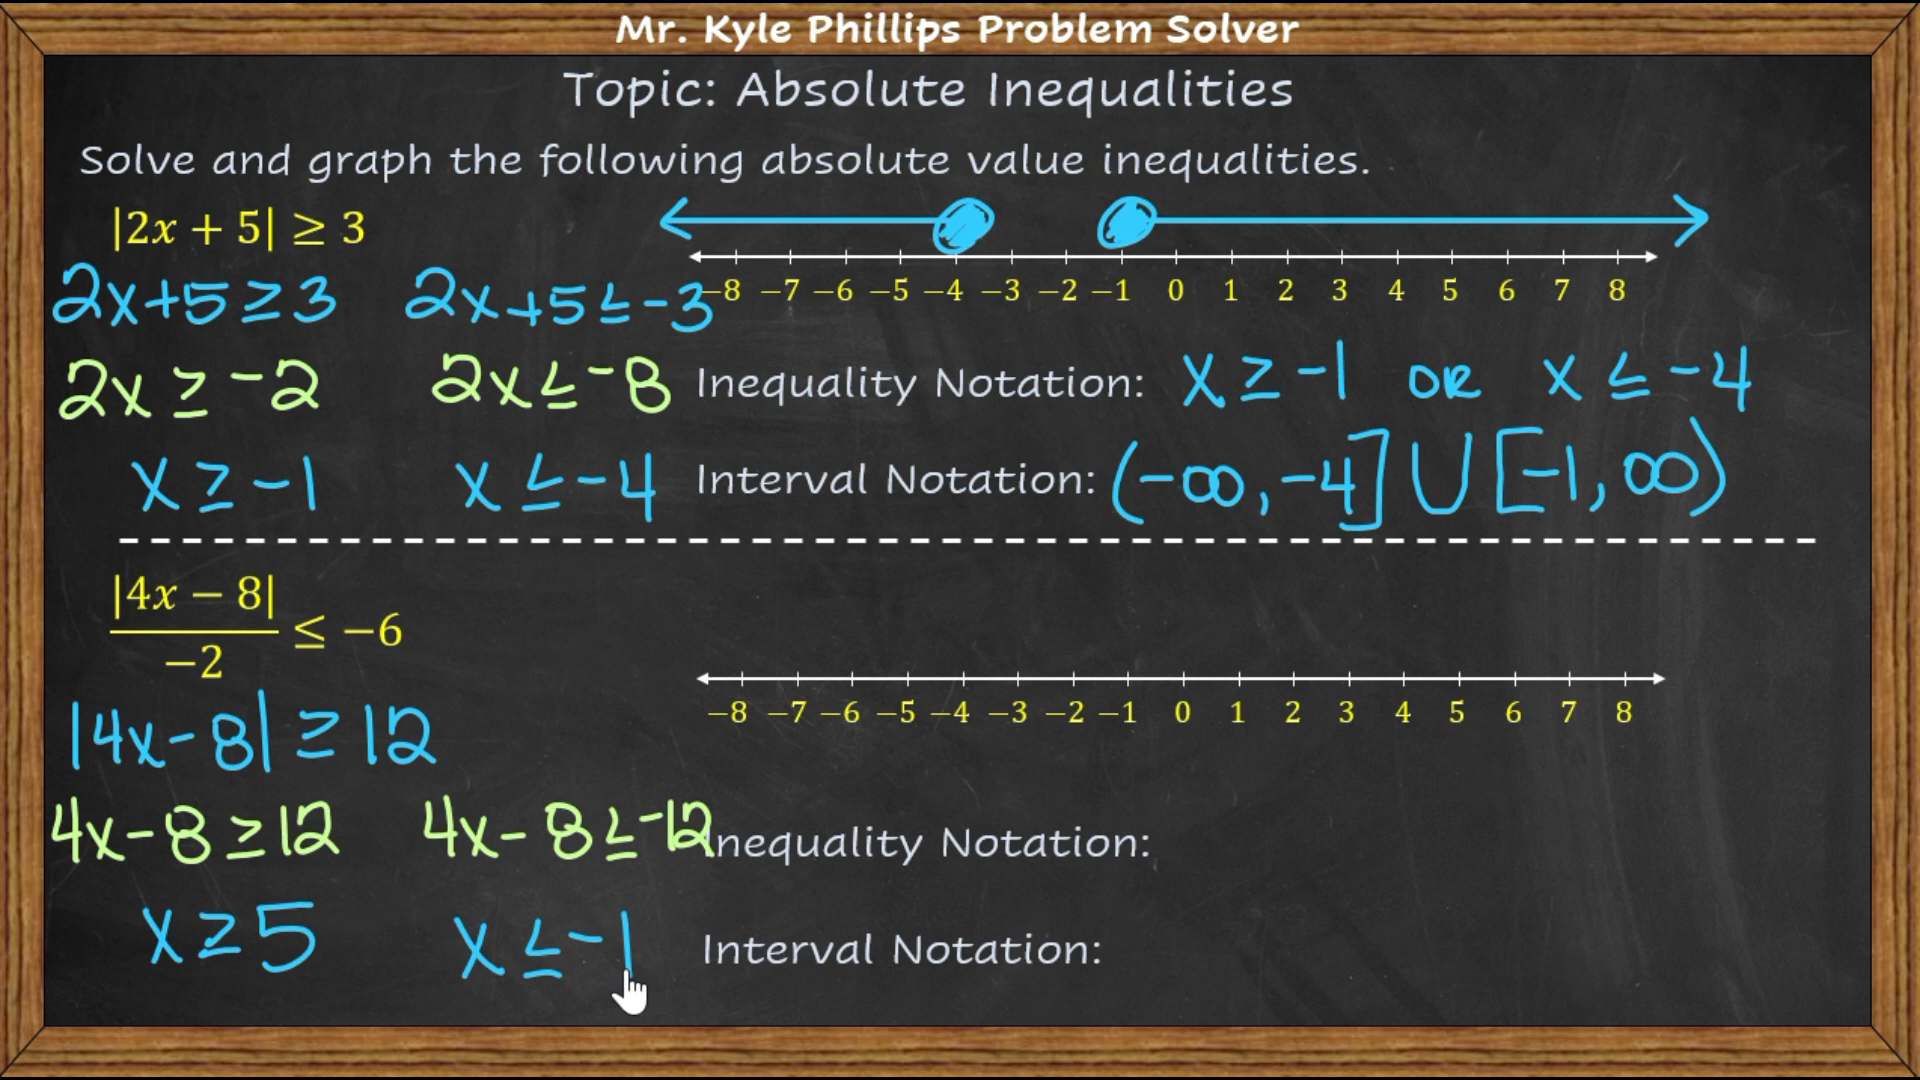 Mr. Kyle Phillips Problem Solver
Topic: Absolute Inequalities
Solve and graph the following absolute value inequalities.
|2x + 5| ≥ 3
2x+5≥3 2x+5≤-3
−8 −7 −6 −5 −4 −3 −2 −1 0 1 2 3 4 5 6 7 8
2x ≥ -2 2x ≤ -8
Inequality Notation: x ≥ -1 OR x ≤ -4
x ≥ -1 x ≤ -4
Interval Notation: (-∞, -4] ∪ [-1, ∞)
|4x − 8|
−2
≤ −6
−8 −7 −6 −5 −4 −3 −2 −1 0 1 2 3 4 5 6 7 8
|4x-8| ≥ 12
4x-8≥12 4x-8≤-12
Inequality Notation:
x≥5 x≤-1
Interval Notation: